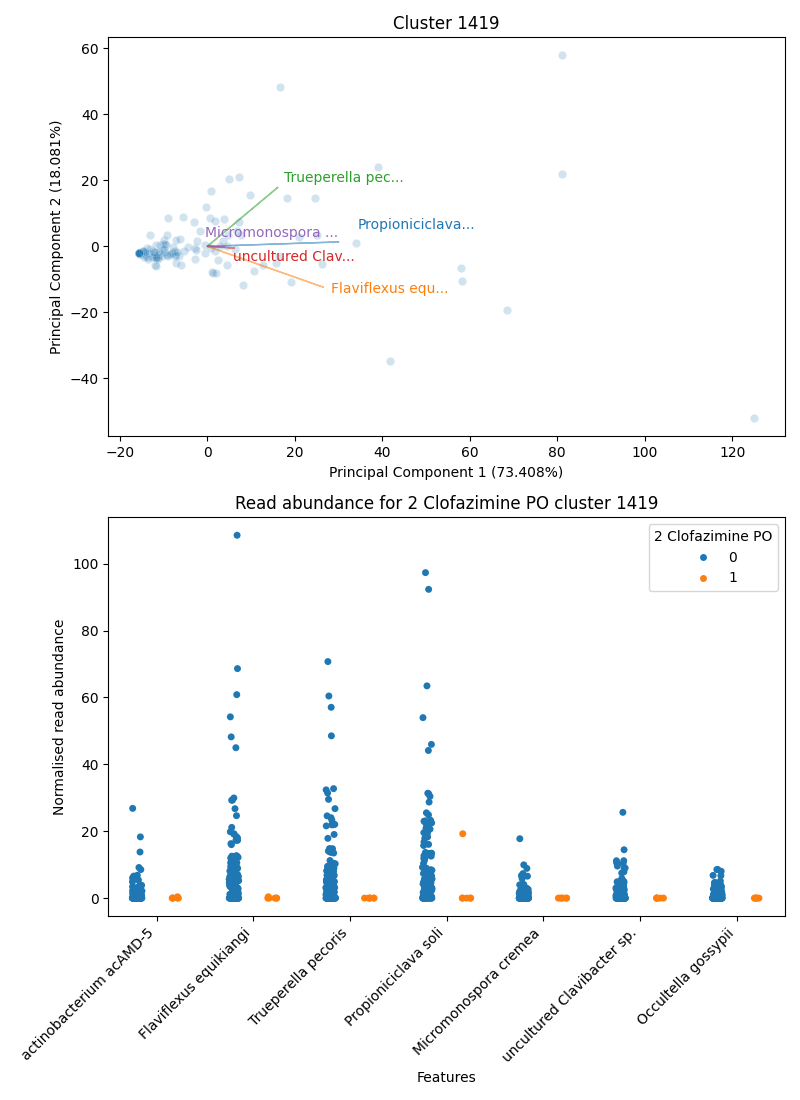 Cluster 1419
60
40
20
0
−20
−40
Principal Component 2 (18.081%)
Trueperella pec...
Propioniciclava...
Micromonospora ...
uncultured Clav...
Flaviflexus equ...
−20 0 20 40 60 80 100 120
Principal Component 1 (73.408%)
Read abundance for 2 Clofazimine PO cluster 1419
2 Clofazimine PO
0
1
100
80
60
40
20
0
Normalised read abundance
actinobacterium acAMD-5
Flaviflexus equikiangi
Trueperella pecoris
Propioniciclava soli
Micromonospora cremea
uncultured Clavibacter sp.
Occultella gossypii
Features